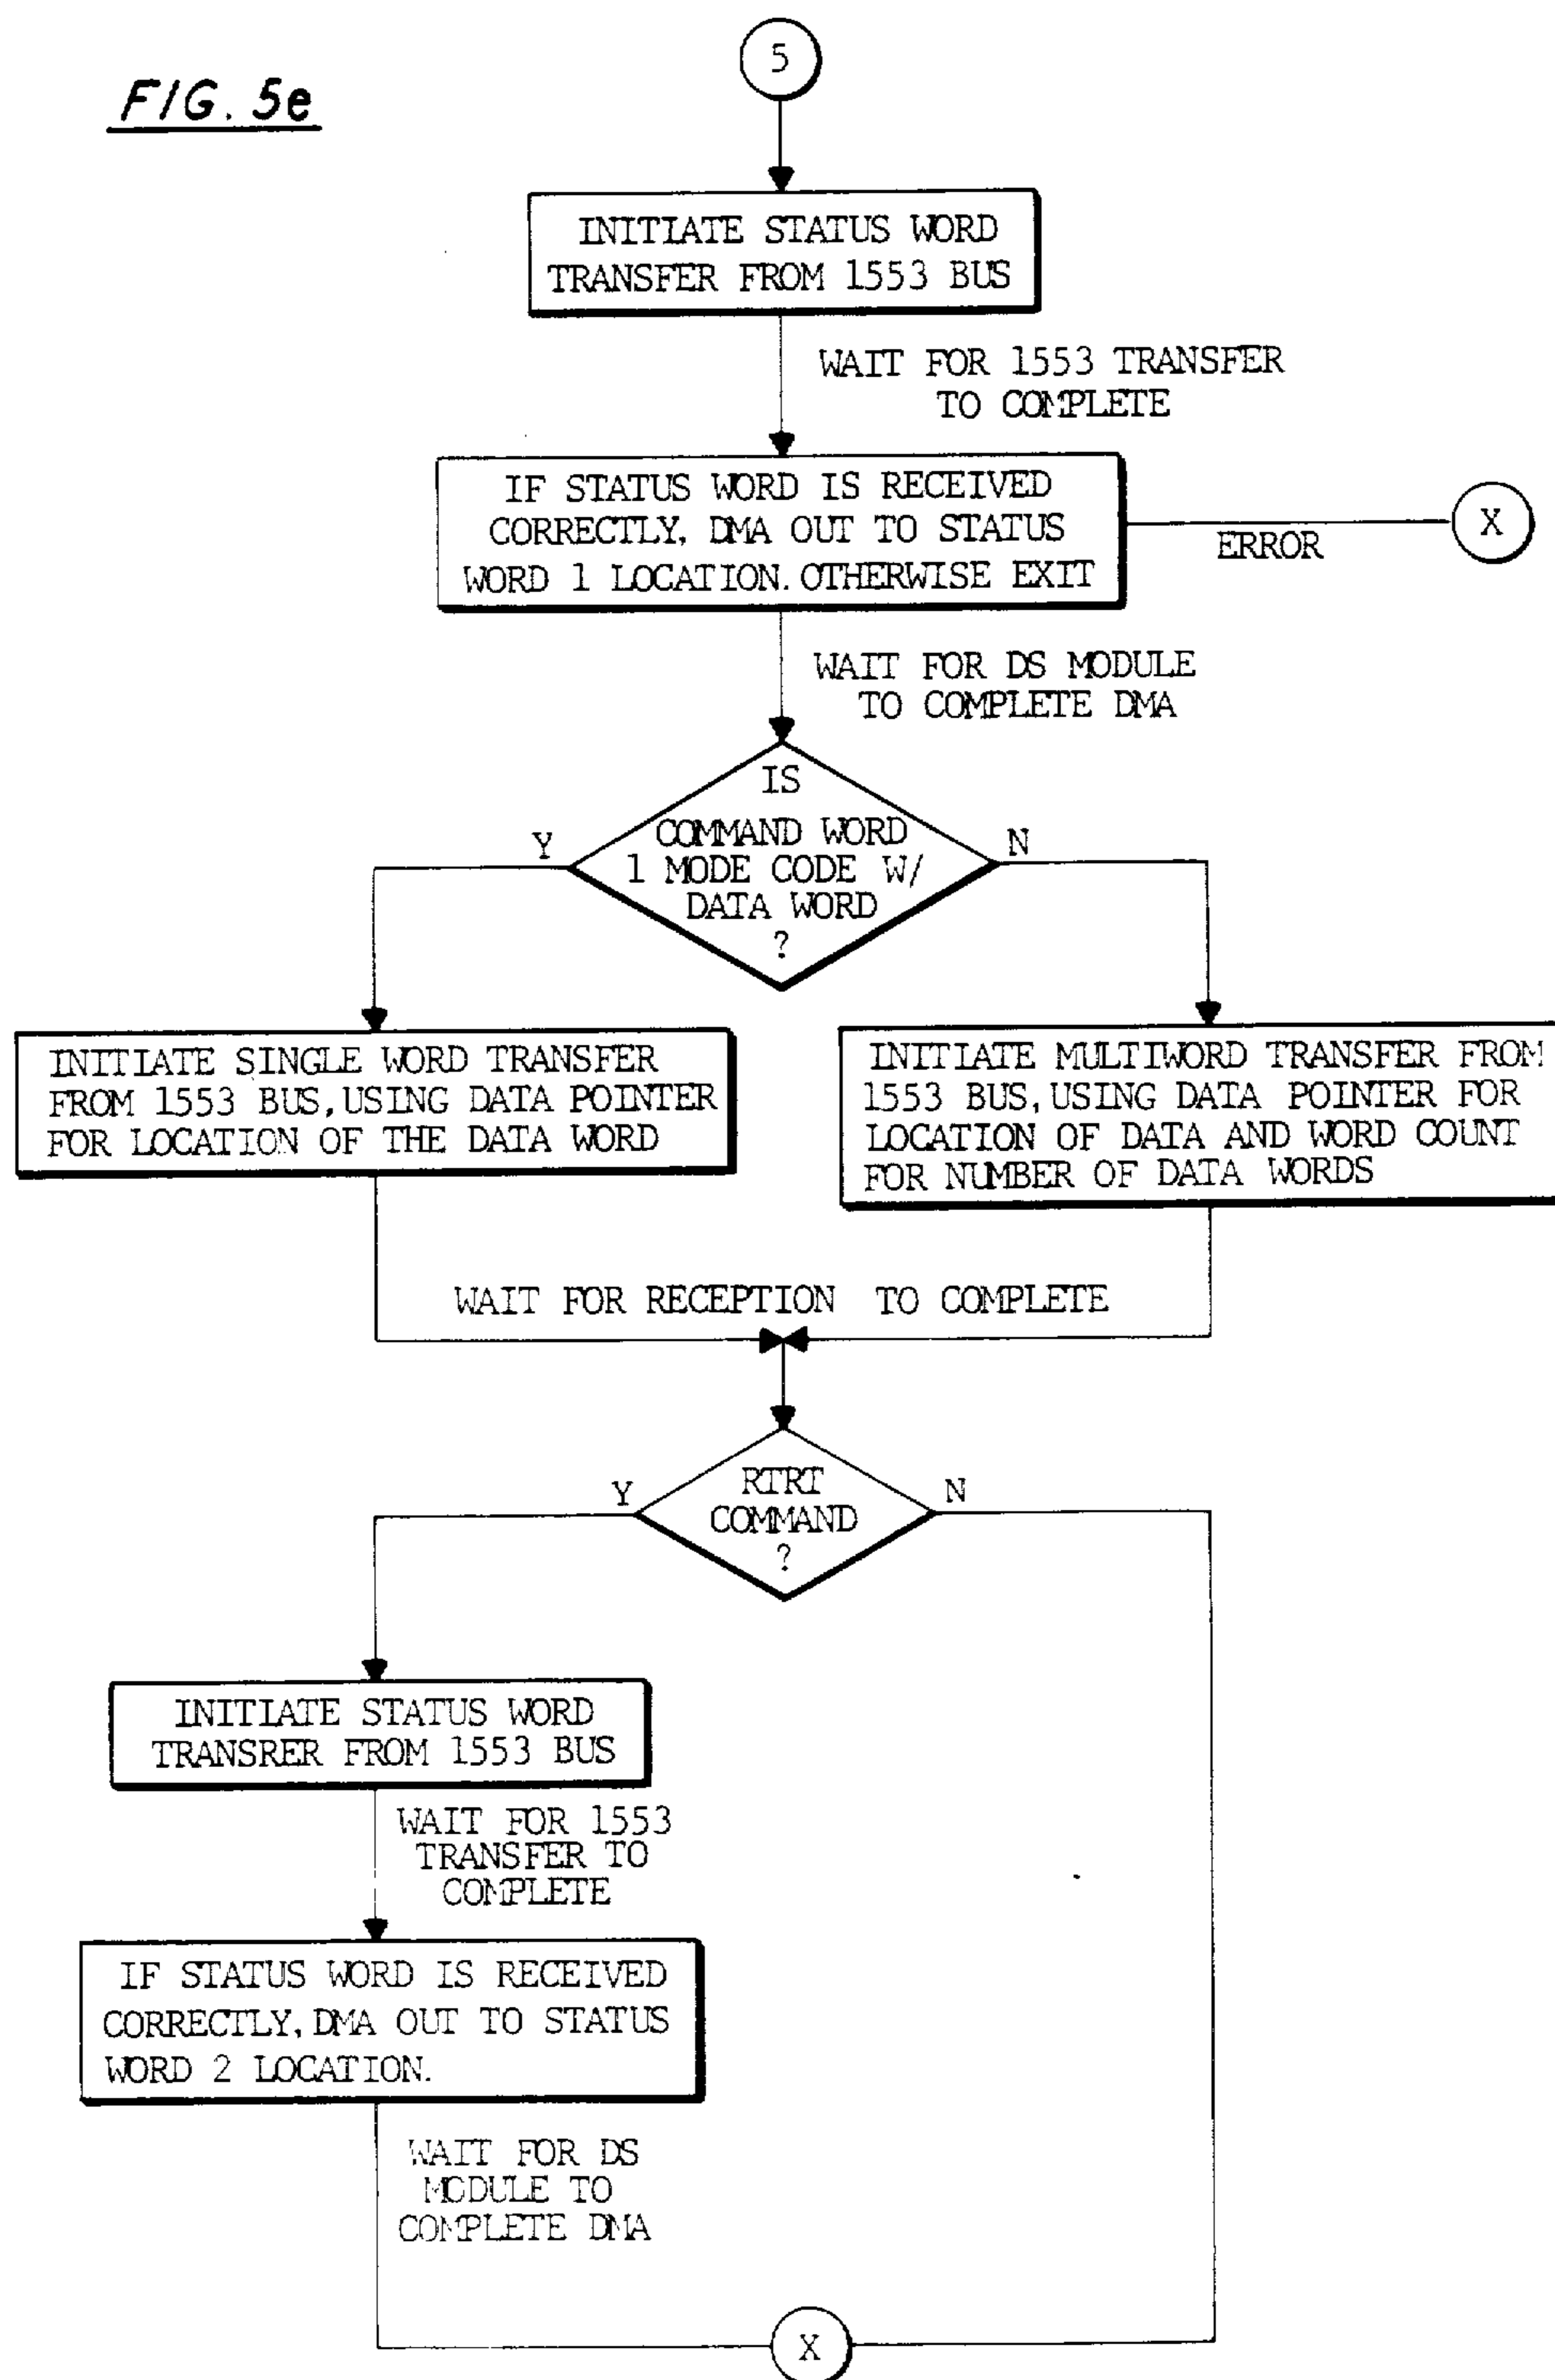 FIG. 5e
5
INITIATE STATUS WORD
TRANSFER FROM 1553 BUS
WAIT FOR 1553 TRANSFER
TO COMPLETE
IF STATUS WORD IS RECEIVED
CORRECTLY, DMA OUT TO STATUS
WORD 1 LOCATION. OTHERWISE EXIT
ERROR
X
WAIT FOR DS MODULE
TO COMPLETE DMA
IS
COMMAND WORD
1 MODE CODE W/
DATA WORD
?
Y
N
INITIATE SINGLE WORD TRANSFER
FROM 1553 BUS, USING DATA POINTER
FOR LOCATION OF THE DATA WORD
INITIATE MULTIWORD TRANSFER FROM
1553 BUS, USING DATA POINTER FOR
LOCATION OF DATA AND WORD COUNT
FOR NUMBER OF DATA WORDS
WAIT FOR RECEPTION TO COMPLETE
RTRT
COMMAND
?
Y
N
INITIATE STATUS WORD
TRANSRER FROM 1553 BUS
WAIT FOR 1553
TRANSFER TO
COMPLETE
IF STATUS WORD IS RECEIVED
CORRECTLY, DMA OUT TO STATUS
WORD 2 LOCATION.
WAIT FOR DS
MODULE TO
COMPLETE DMA
X